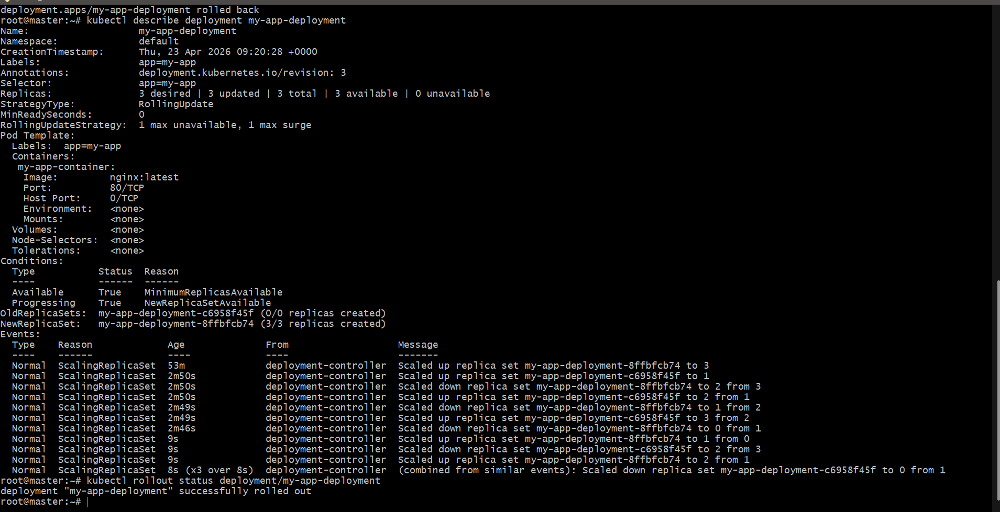 deployment.apps/my-app-deployment rolled back
root@master:~# kubectl describe deployment my-app-deployment
Name:                   my-app-deployment
Namespace:              default
CreationTimestamp:      Thu, 23 Apr 2026 09:20:28 +0000
Labels:                 app=my-app
Annotations:            deployment.kubernetes.io/revision: 3
Selector:               app=my-app
Replicas:               3 desired | 3 updated | 3 total | 3 available | 0 unavailable
StrategyType:           RollingUpdate
MinReadySeconds:        0
RollingUpdateStrategy:  1 max unavailable, 1 max surge
Pod Template:
  Labels:  app=my-app
  Containers:
   my-app-container:
    Image:         nginx:latest
    Port:          80/TCP
    Host Port:     0/TCP
    Environment:   <none>
    Mounts:        <none>
  Volumes:         <none>
  Node-Selectors:  <none>
  Tolerations:     <none>
Conditions:
  Type           Status  Reason
  ----           ------  ------
  Available      True    MinimumReplicasAvailable
  Progressing    True    NewReplicaSetAvailable
OldReplicaSets:  my-app-deployment-c6958f45f (0/0 replicas created)
NewReplicaSet:   my-app-deployment-8ffbfcb74 (3/3 replicas created)
Events:
  Type    Reason             Age              From                   Message
  ----    ------             ----             ----                   -------
  Normal  ScalingReplicaSet  53m              deployment-controller  Scaled up replica set my-app-deployment-8ffbfcb74 to 3
  Normal  ScalingReplicaSet  2m50s            deployment-controller  Scaled up replica set my-app-deployment-c6958f45f to 1
  Normal  ScalingReplicaSet  2m50s            deployment-controller  Scaled down replica set my-app-deployment-8ffbfcb74 to 2 from 3
  Normal  ScalingReplicaSet  2m50s            deployment-controller  Scaled up replica set my-app-deployment-c6958f45f to 2 from 1
  Normal  ScalingReplicaSet  2m49s            deployment-controller  Scaled down replica set my-app-deployment-8ffbfcb74 to 1 from 2
  Normal  ScalingReplicaSet  2m49s            deployment-controller  Scaled up replica set my-app-deployment-c6958f45f to 3 from 2
  Normal  ScalingReplicaSet  2m46s            deployment-controller  Scaled down replica set my-app-deployment-8ffbfcb74 to 0 from 1
  Normal  ScalingReplicaSet  9s               deployment-controller  Scaled up replica set my-app-deployment-8ffbfcb74 to 1 from 0
  Normal  ScalingReplicaSet  9s               deployment-controller  Scaled down replica set my-app-deployment-c6958f45f to 2 from 3
  Normal  ScalingReplicaSet  9s               deployment-controller  Scaled up replica set my-app-deployment-8ffbfcb74 to 2 from 1
  Normal  ScalingReplicaSet  8s (x3 over 8s)  deployment-controller  (combined from similar events): Scaled down replica set my-app-deployment-c6958f45f to 0 from 1
root@master:~# kubectl rollout status deployment/my-app-deployment
deployment "my-app-deployment" successfully rolled out
root@master:~#